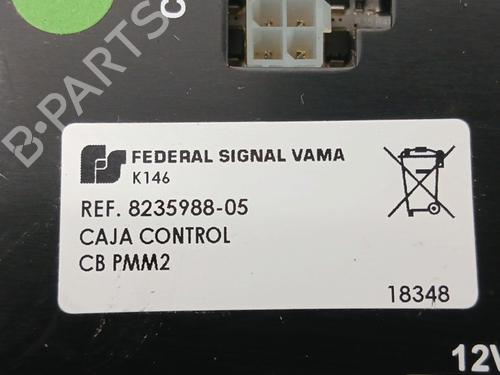 C
B-PARTS
FEDERAL SIGNAL VAMA
K146
REF. 8235988-05
CAJA CONTROL
CB PMM2
18348
12V